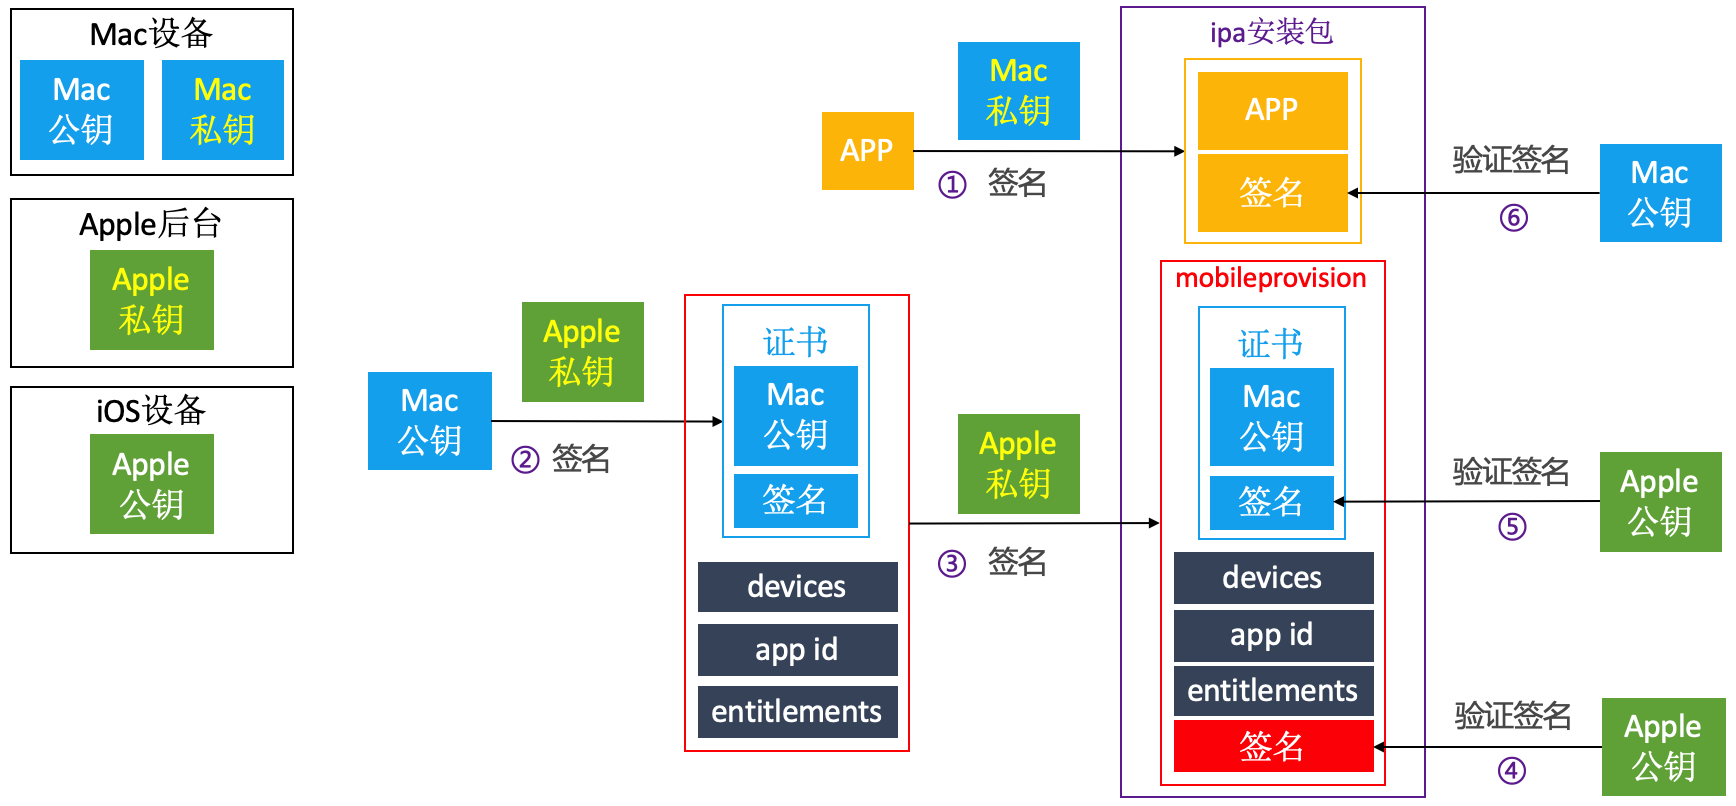 Mac设备
Mac
公钥
Mac
私钥
Apple后台
Apple
私钥
iOS设备
Apple
公钥
APP
Mac
私钥
① 签名
ipa安装包
APP
签名
验证签名
⑥
Mac
公钥
Mac
公钥
Apple
私钥
② 签名
证书
Mac
公钥
签名
devices
app id
entitlements
Apple
私钥
③ 签名
mobileprovision
证书
Mac
公钥
签名
devices
app id
entitlements
签名
验证签名
⑤
Apple
公钥
验证签名
④
Apple
公钥